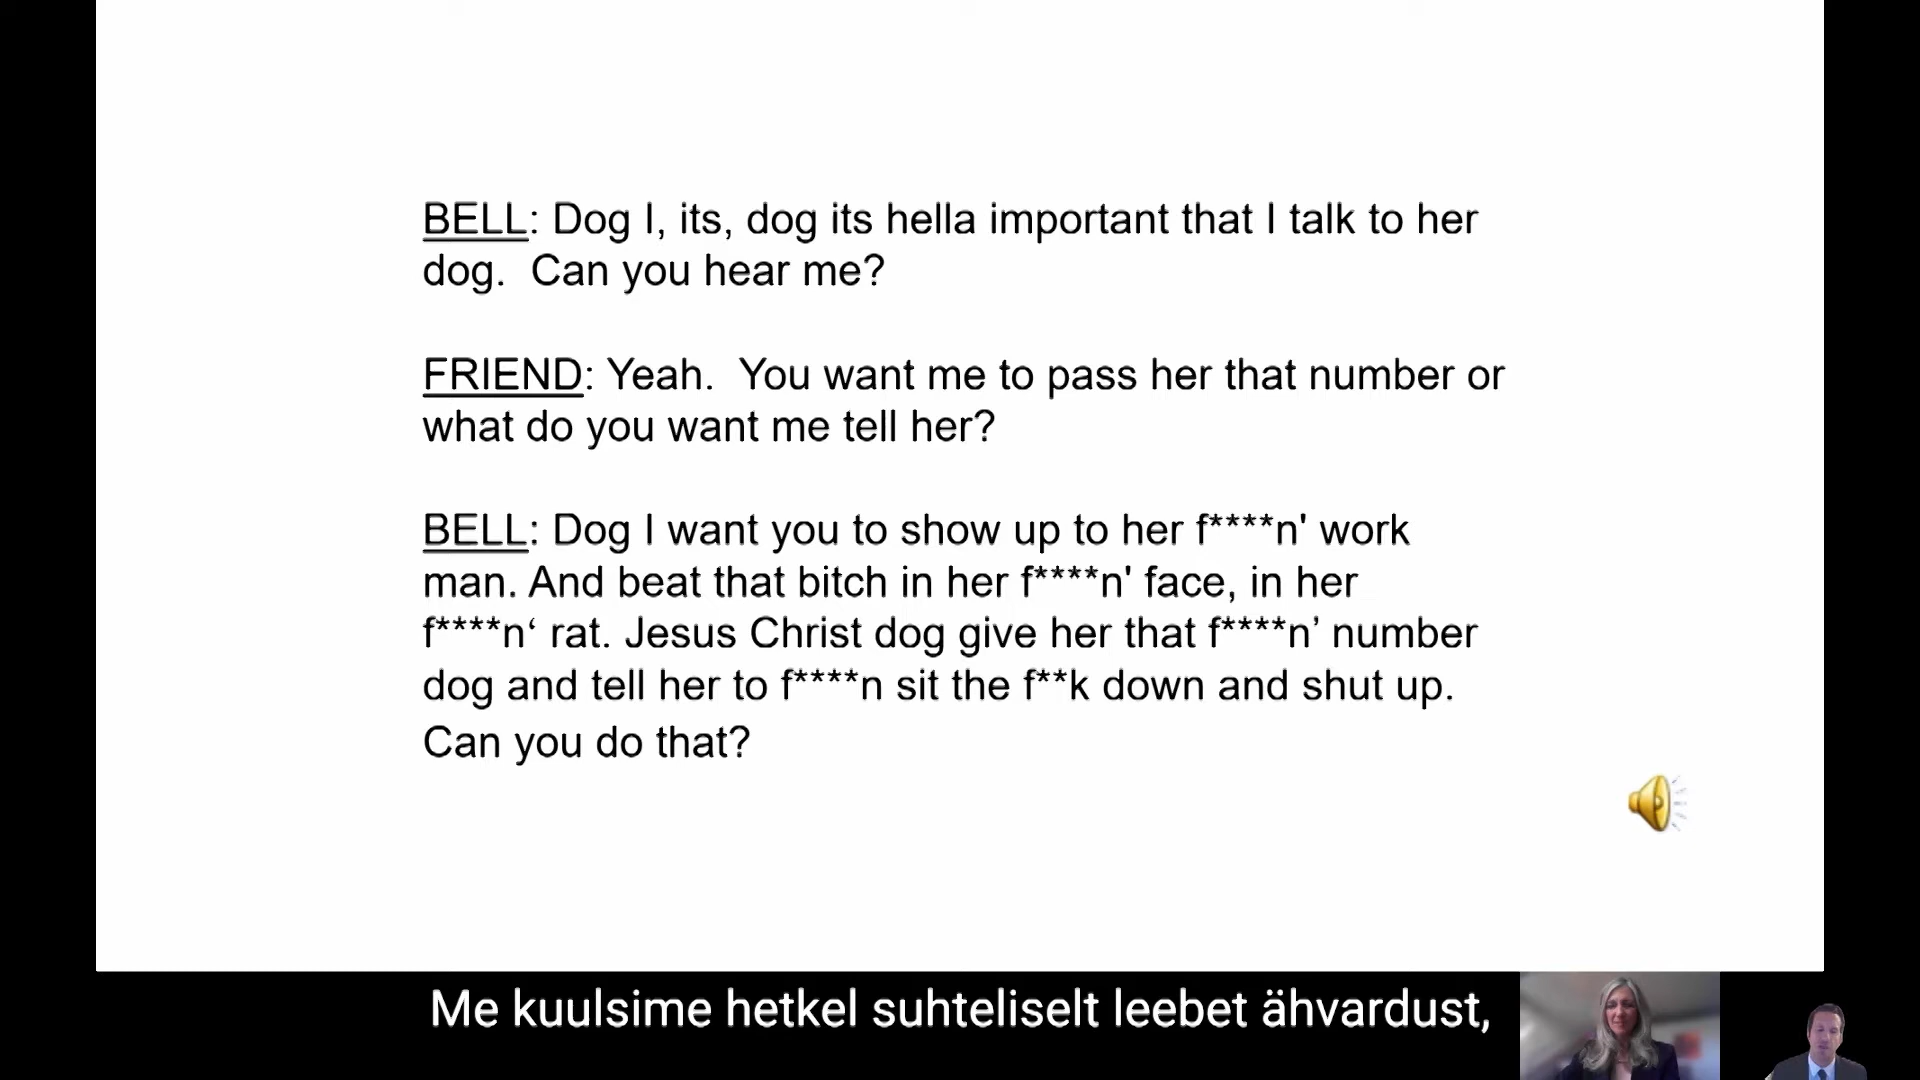 BELL: Dog I, its, dog its hella important that I talk to her
dog.  Can you hear me?
FRIEND: Yeah.  You want me to pass her that number or
what do you want me tell her?
BELL: Dog I want you to show up to her f****n' work
man. And beat that bitch in her f****n' face, in her
f****n‘ rat. Jesus Christ dog give her that f****n’ number
dog and tell her to f****n sit the f**k down and shut up.
Can you do that?
Me kuulsime hetkel suhteliselt leebet ähvardust,